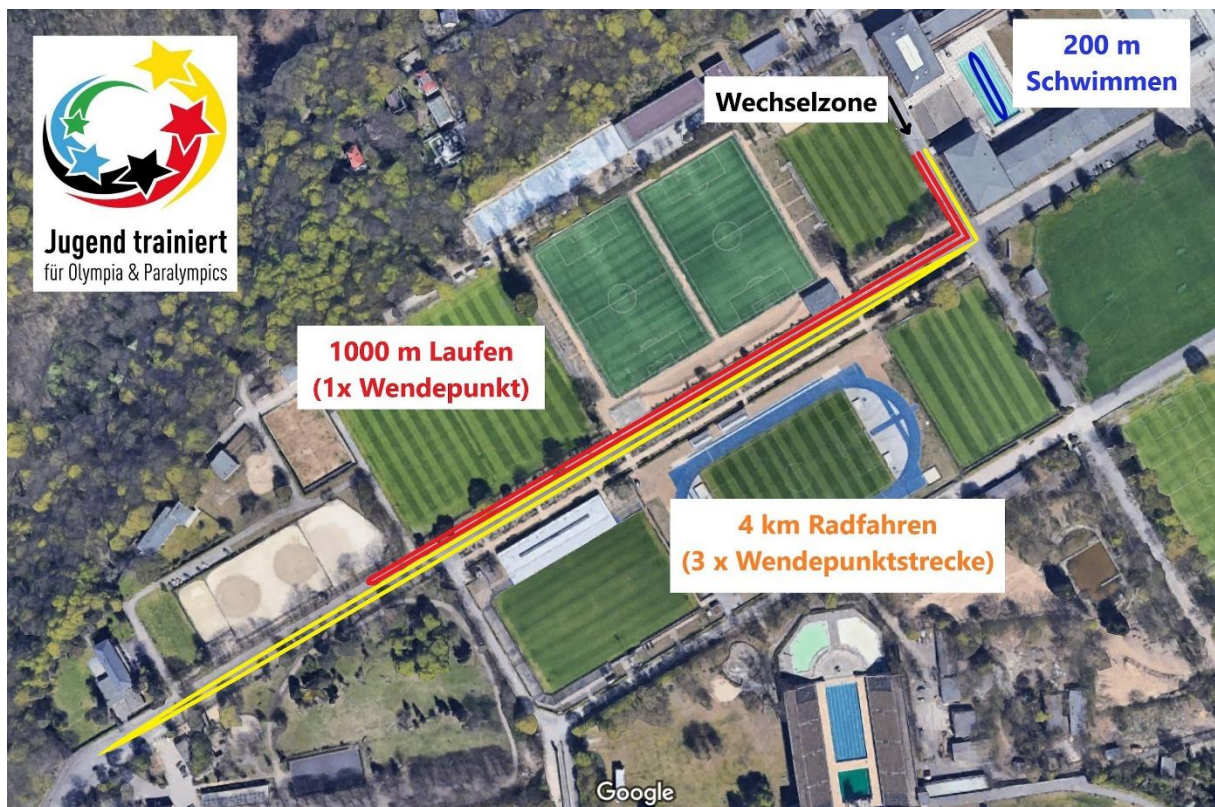 Jugend trainiert
für Olympia & Paralympics
200 m
Schwimmen
Wechselzone
1000 m Laufen
(1x Wendepunkt)
4 km Radfahren
(3 x Wendepunktstrecke)
Google